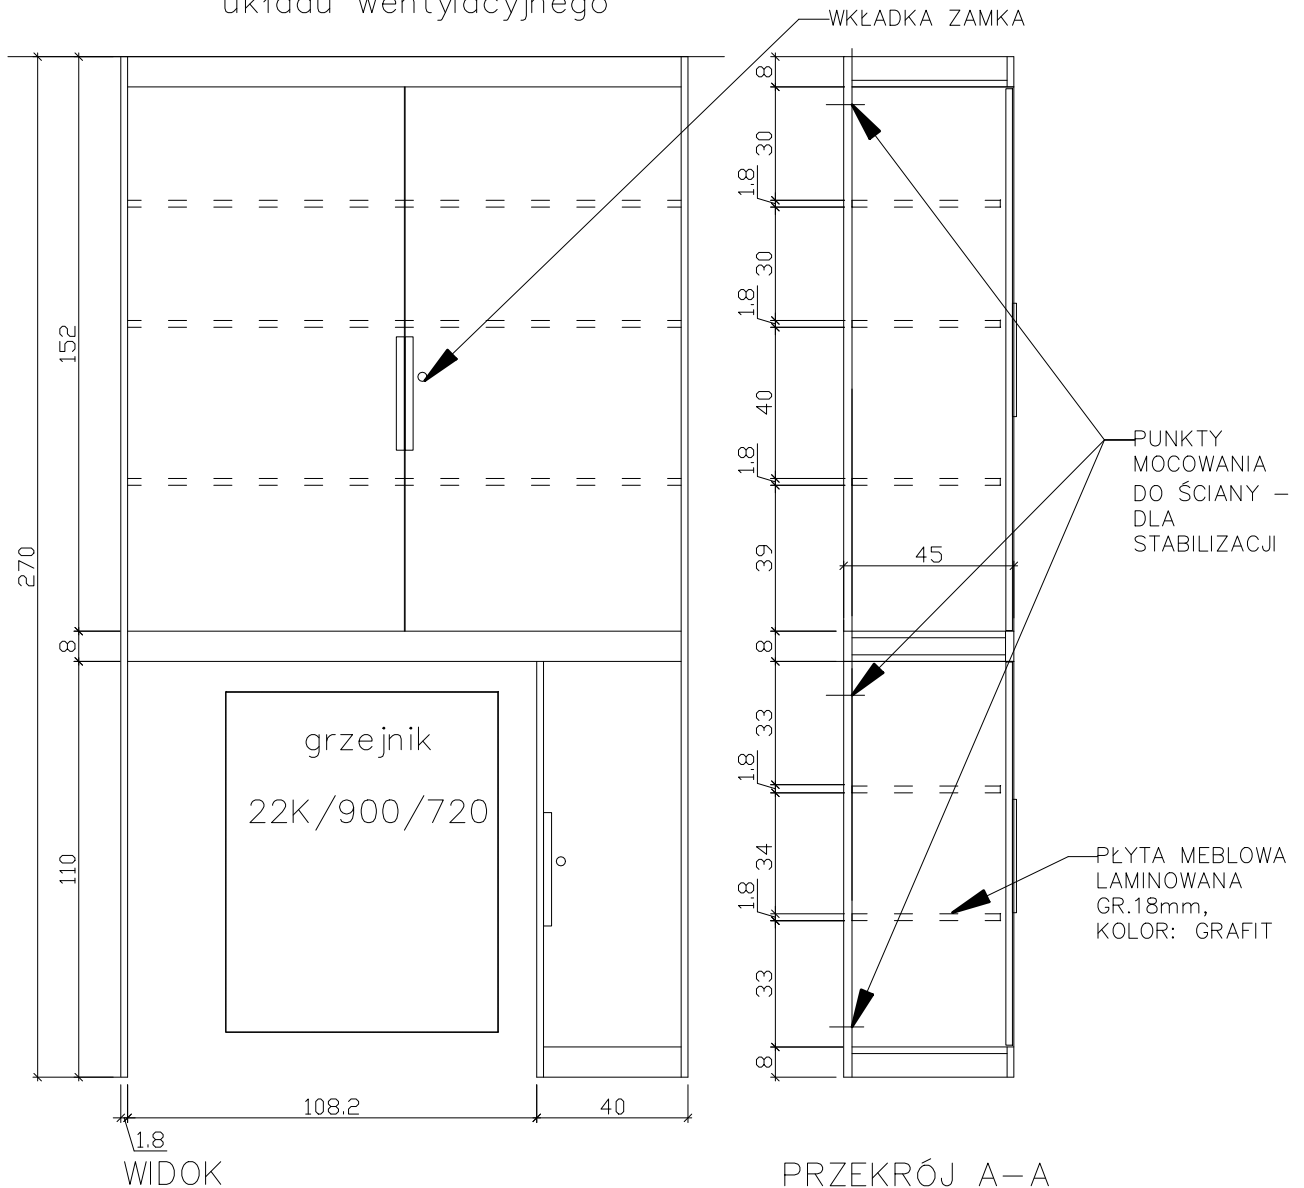 układu wentylacyjnego
WKŁADKA ZAMKA
8
30
1.8
30
1.8
40
1.8
39
8
33
1.8
34
1.8
33
8
45
152
270
8
110
PUNKTY
MOCOWANIA
DO ŚCIANY –
DLA
STABILIZACJI
grzejnik
22K/900/720
PŁYTA MEBLOWA
LAMINOWANA
GR.18mm,
KOLOR: GRAFIT
108.2
40
1.8
WIDOK
PRZEKRÓJ A–A